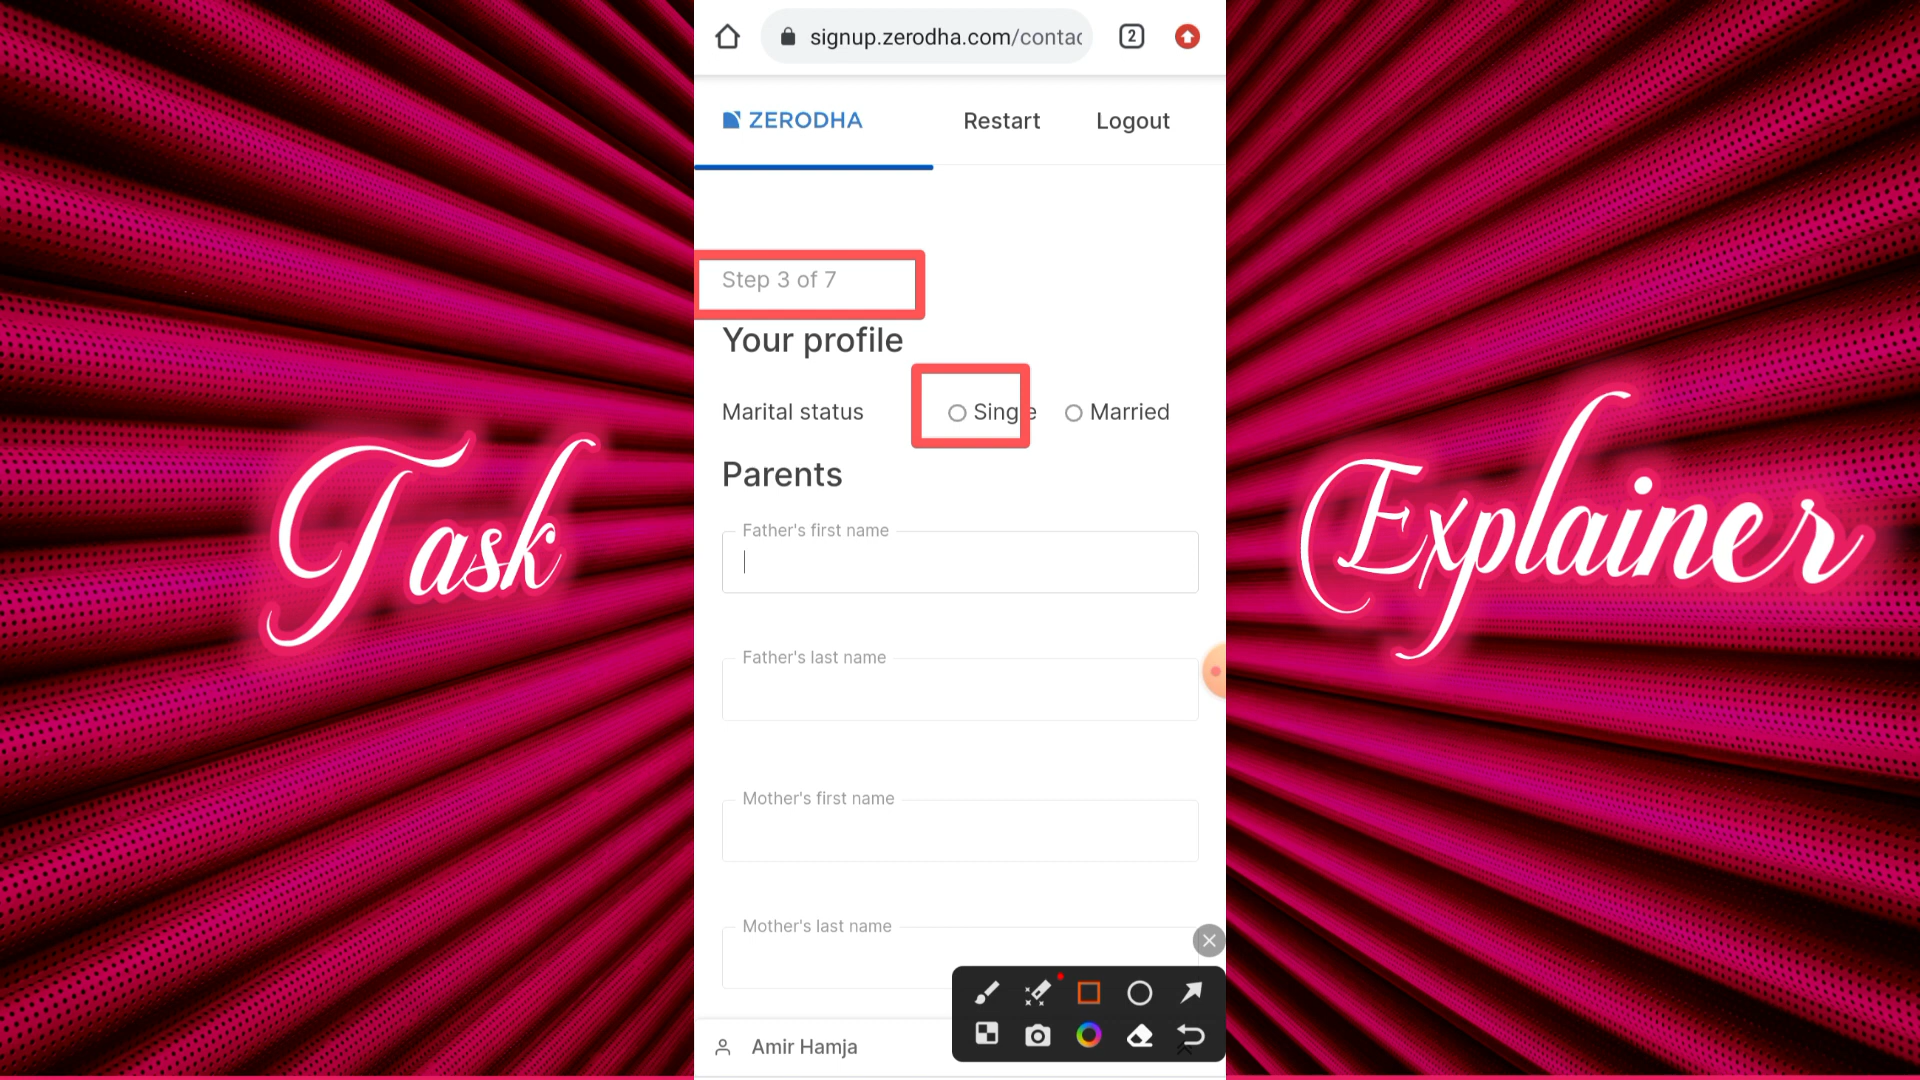 signup.zerodha.com/contac
2
ZERODHA
Restart
Logout
Step 3 of 7
Your profile
Marital status
Single
Married
Parents
Father's first name
Father's last name
Mother's first name
Mother's last name
Amir Hamja
Task
Explainer